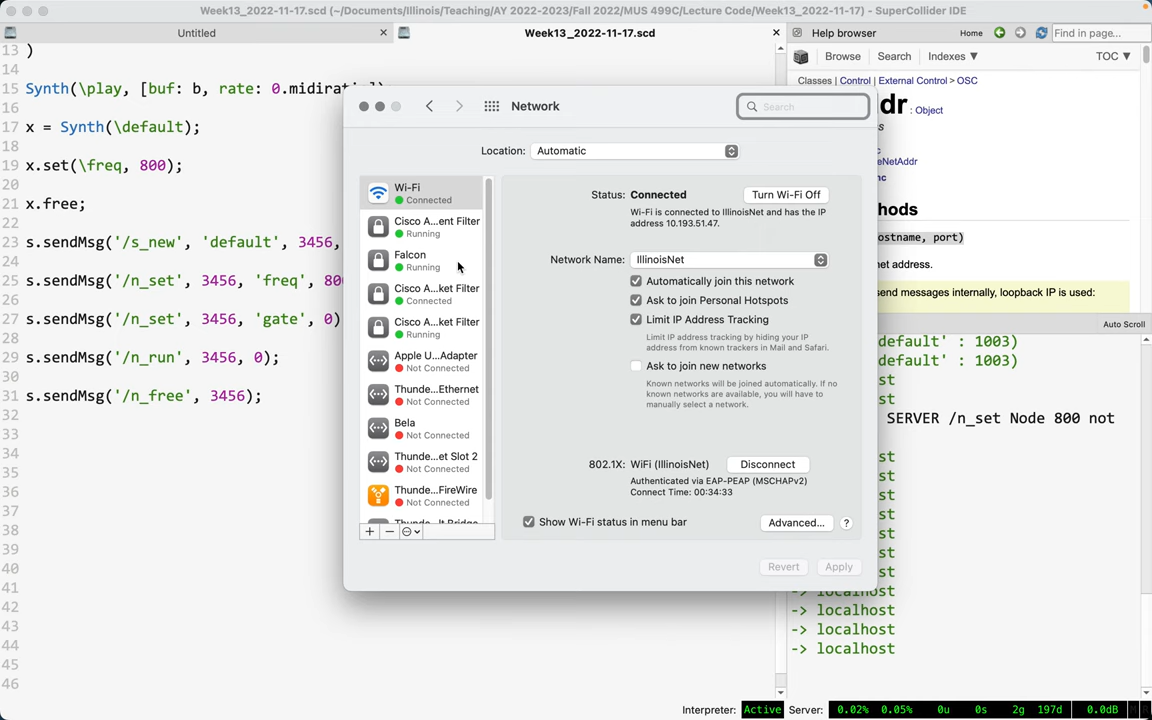 Week13_2022-11-17.scd (~/Documents/Illinois/Teaching/AY 2022-2023/Fall 2022/MUS 499C/Lecture Code/Week13_2022-11-17) - SuperCollider IDE
Untitled
Week13_2022-11-17.scd
Help browser
Home
Find in page...
Browse
Search
Indexes ▼
TOC ▼
Classes | Control | External Control > OSC
dr : Object
eNetAddr
nc
hods
ostname, port)
net address.
send messages internally, loopback IP is used:
Auto Scroll
13 )
14
15 Synth(\play, [buf: b, rate: 0.midiratio])
16
17 x = Synth(\default);
18
19 x.set(\freq, 800);
20
21 x.free;
22
23 s.sendMsg('/s_new', 'default', 3456,
24
25 s.sendMsg('/n_set', 3456, 'freq', 80
26
27 s.sendMsg('/n_set', 3456, 'gate', 0)
28
29 s.sendMsg('/n_run', 3456, 0);
30
31 s.sendMsg('/n_free', 3456);
32
33
34
35
36
37
38
39
40
41
42
43
44
45
46
Network
Search
Location: Automatic
Wi-Fi
Connected
Cisco A...ent Filter
Running
Falcon
Running
Cisco A...ket Filter
Connected
Cisco A...ket Filter
Running
Apple U...Adapter
Not Connected
Thunde...Ethernet
Not Connected
Bela
Not Connected
Thunde...et Slot 2
Not Connected
Thunde...FireWire
Not Connected
Status: Connected
Turn Wi-Fi Off
Wi-Fi is connected to IllinoisNet and has the IP
address 10.193.51.47.
Network Name: IllinoisNet
Automatically join this network
Ask to join Personal Hotspots
Limit IP Address Tracking
Limit IP address tracking by hiding your IP
address from known trackers in Mail and Safari.
Ask to join new networks
Known networks will be joined automatically. If no
known networks are available, you will have to
manually select a network.
802.1X: WiFi (IllinoisNet)
Disconnect
Authenticated via EAP-PEAP (MSCHAPv2)
Connect Time: 00:34:33
Show Wi-Fi status in menu bar
Advanced...
?
Revert
Apply
default' : 1003)
default' : 1003)
st
st
SERVER /n_set Node 800 not
st
st
st
st
st
st
st
-> localhost
-> localhost
-> localhost
-> localhost
Interpreter: Active Server: 0.02% 0.05% 0u 0s 2g 197d 0.0dB